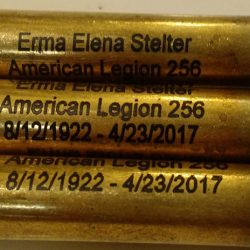 Erma Elena Stelter
American Legion 256
Erma Elena Stelter
American Legion 256
8/12/1922 - 4/23/2017
American Legion 256
8/12/1922 - 4/23/2017